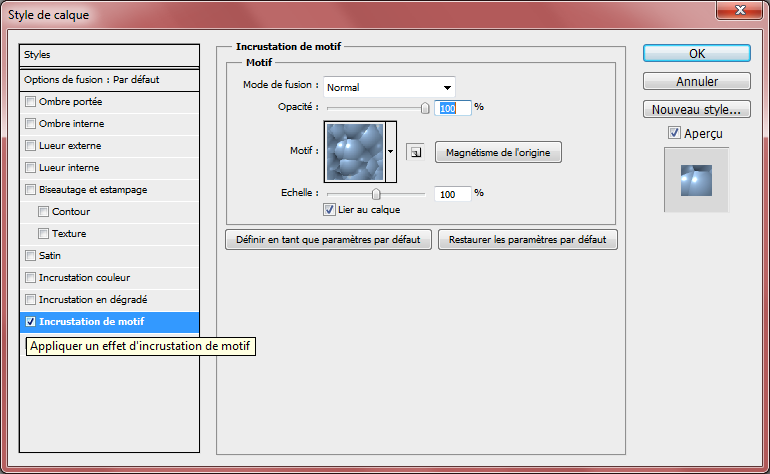 Style de calque
Styles
Options de fusion : Par défaut
Ombre portée
Ombre interne
Lueur externe
Lueur interne
Biseautage et estampage
Contour
Texture
Satin
Incrustation couleur
Incrustation en dégradé
Incrustation de motif
Appliquer un effet d'incrustation de motif
Incrustation de motif
Motif
Mode de fusion : Normal
Opacité : 100 %
Motif : Magnétisme de l'origine
Echelle : 100 %
Lier au calque
Définir en tant que paramètres par défaut Restaurer les paramètres par défaut
OK
Annuler
Nouveau style...
Aperçu